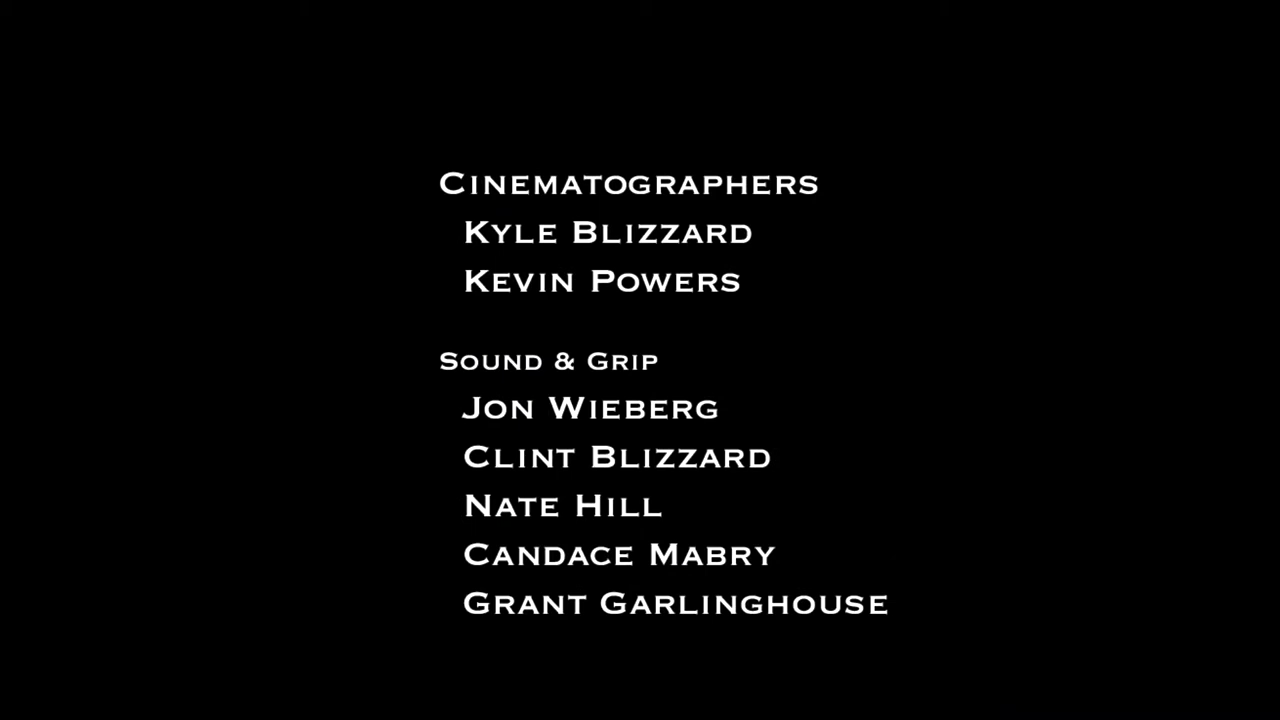 Cinematographers
Kyle Blizzard
Kevin Powers
Sound & Grip
Jon Wieberg
Clint Blizzard
Nate Hill
Candace Mabry
Grant Garlinghouse